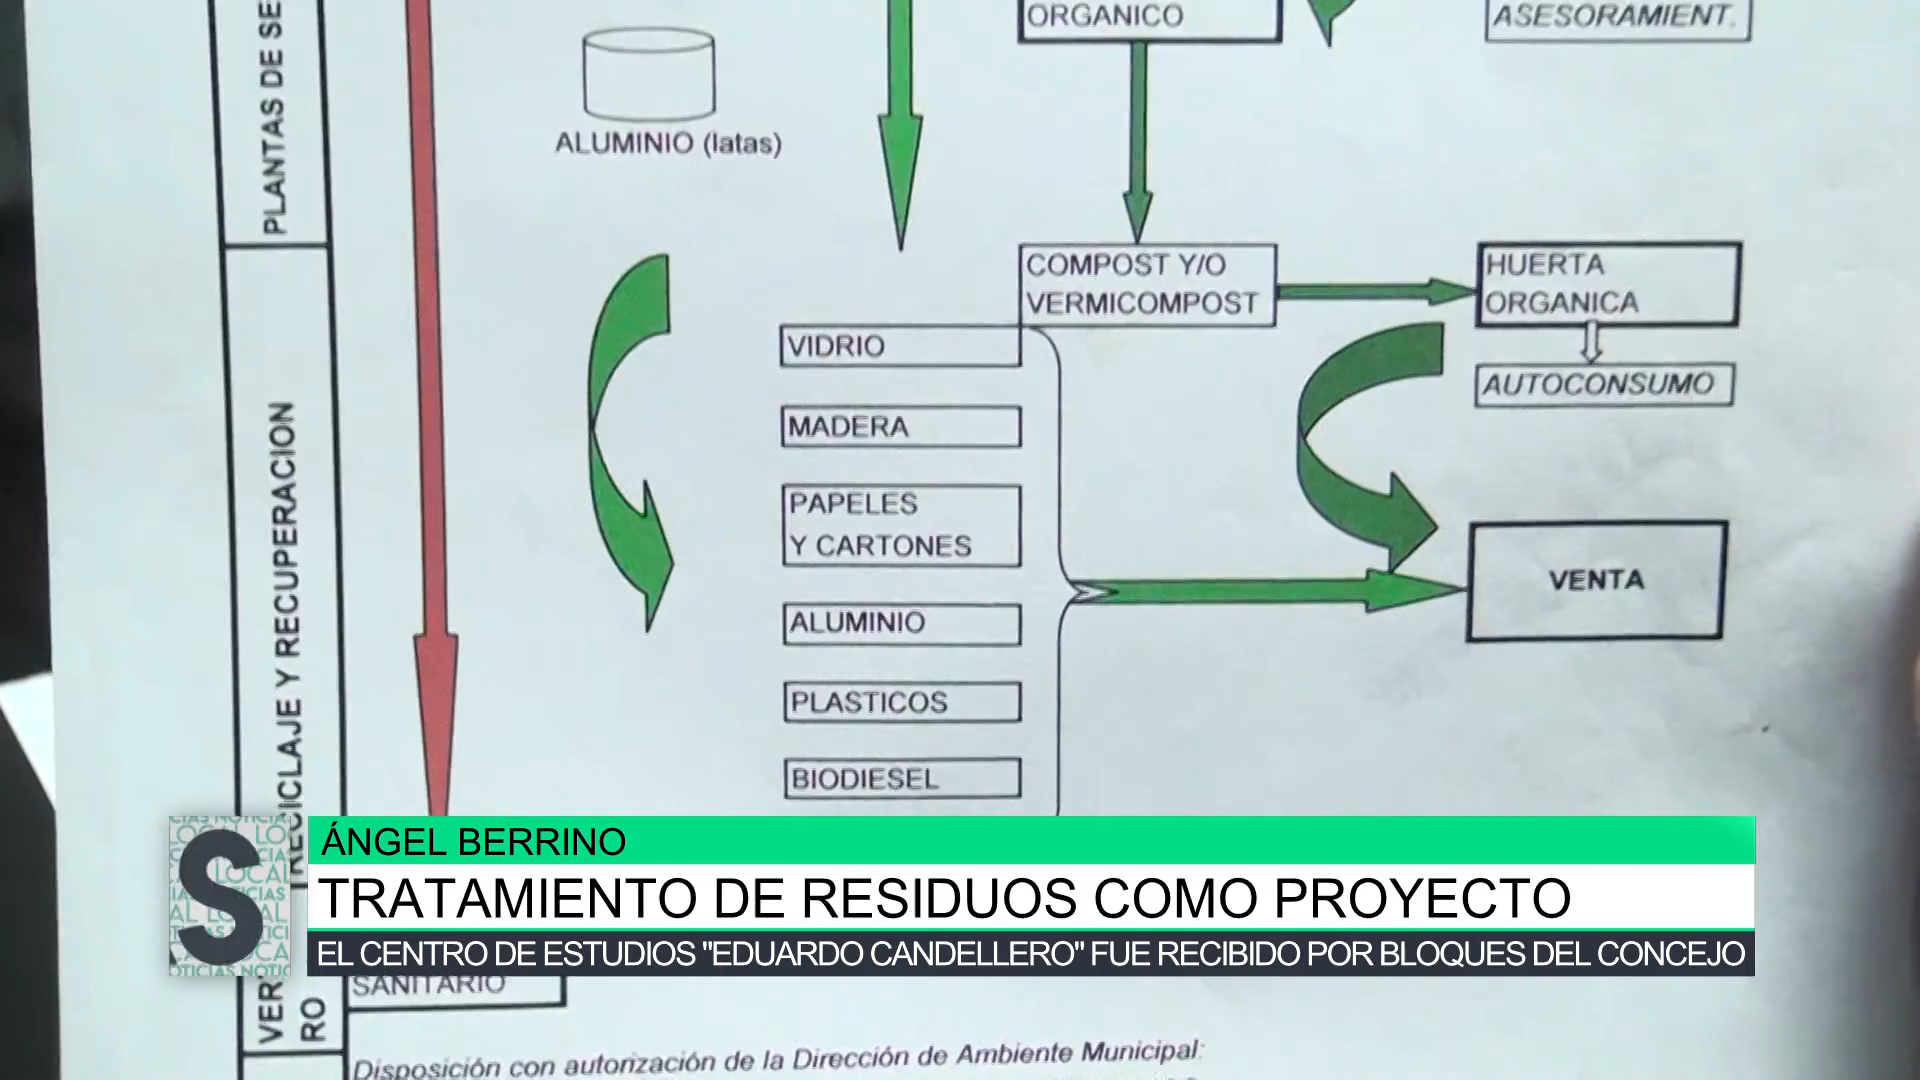 ORGANICO
ASESORAMIENT.
PLANTAS DE SE
ALUMINIO (latas)
COMPOST Y/O
VERMICOMPOST
HUERTA
ORGANICA
AUTOCONSUMO
VIDRIO
MADERA
PAPELES
Y CARTONES
ALUMINIO
PLASTICOS
BIODIESEL
VENTA
RECICLAJE Y RECUPERACION
ÁNGEL BERRINO
TRATAMIENTO DE RESIDUOS COMO PROYECTO
EL CENTRO DE ESTUDIOS "EDUARDO CANDELLERO" FUE RECIBIDO POR BLOQUES DEL CONCEJO
S
VER
RO
SANITARIO
Disposición con autorización de la Dirección de Ambiente Municipal: